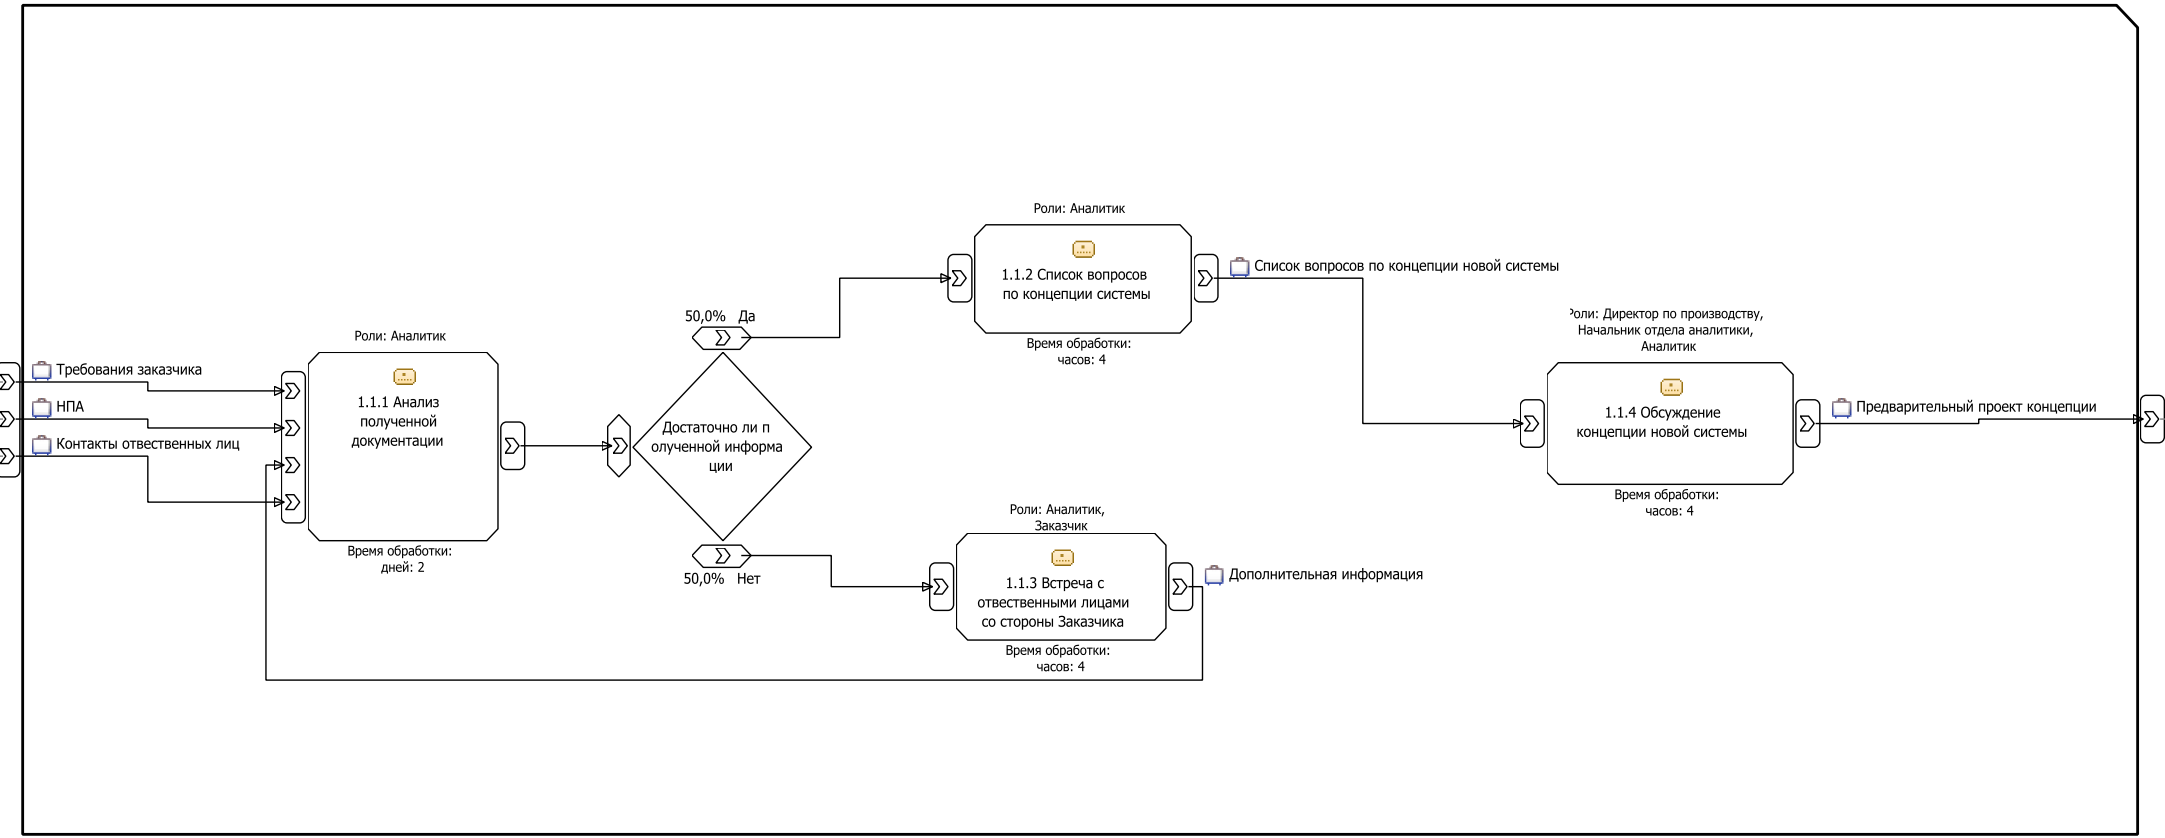 Требования заказчика
НПА
Контакты отвественных лиц
Роли: Аналитик
1.1.1 Анализ
полученной
документации
Время обработки:
дней: 2
50,0% Да
Достаточно ли п
олученной информа
ции
50,0% Нет
Роли: Аналитик
1.1.2 Список вопросов
по концепции системы
Время обработки:
часов: 4
Список вопросов по концепции новой системы
Роли: Аналитик,
Заказчик
1.1.3 Встреча с
отвественными лицами
со стороны Заказчика
Время обработки:
часов: 4
Дополнительная информация
Роли: Директор по производству,
Начальник отдела аналитики,
Аналитик
1.1.4 Обсуждение
концепции новой системы
Время обработки:
часов: 4
Предварительный проект концепции